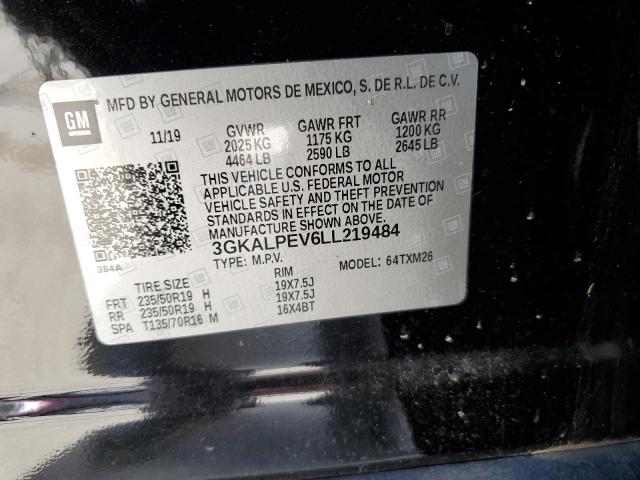 GM
MFD BY GENERAL MOTORS DE MEXICO, S. DE R.L. DE C.V.
11/19 GVWR GAWR FRT GAWR RR
2025 KG 1175 KG 1200 KG
4464 LB 2590 LB 2645 LB
THIS VEHICLE CONFORMS TO ALL
APPLICABLE U.S. FEDERAL MOTOR
VEHICLE SAFETY AND THEFT PREVENTION
STANDARDS IN EFFECT ON THE DATE OF
MANUFACTURE SHOWN ABOVE.
3GKALPEV6LL219484
384A TYPE: M.P.V. MODEL: 64TXM26
TIRE SIZE RIM
FRT 235/50R19 H 19X7.5J
RR 235/50R19 H 19X7.5J
SPA T135/70R16 M 16X4BT